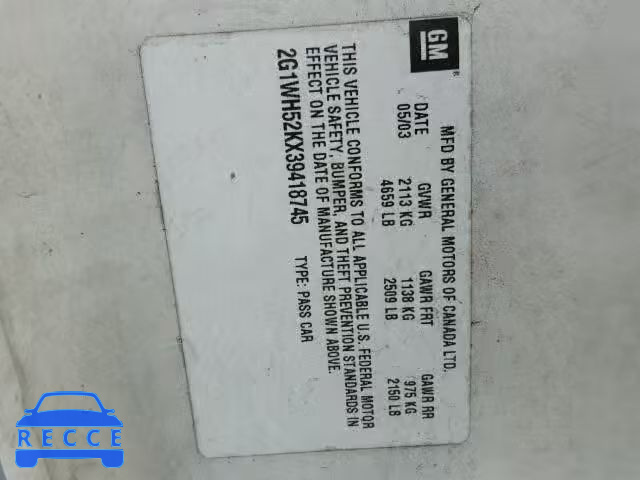 GM
MFD BY GENERAL MOTORS OF CANADA LTD.
DATE GVWR GAWR FRT GAWR RR
05/03 2113 KG 1138 KG 975 KG
4659 LB 2509 LB 2150 LB
THIS VEHICLE CONFORMS TO ALL APPLICABLE U.S. FEDERAL MOTOR
VEHICLE SAFETY, BUMPER, AND THEFT PREVENTION STANDARDS IN
EFFECT ON THE DATE OF MANUFACTURE SHOWN ABOVE.
2G1WH52KX39418745 TYPE: PASS CAR
RECCE